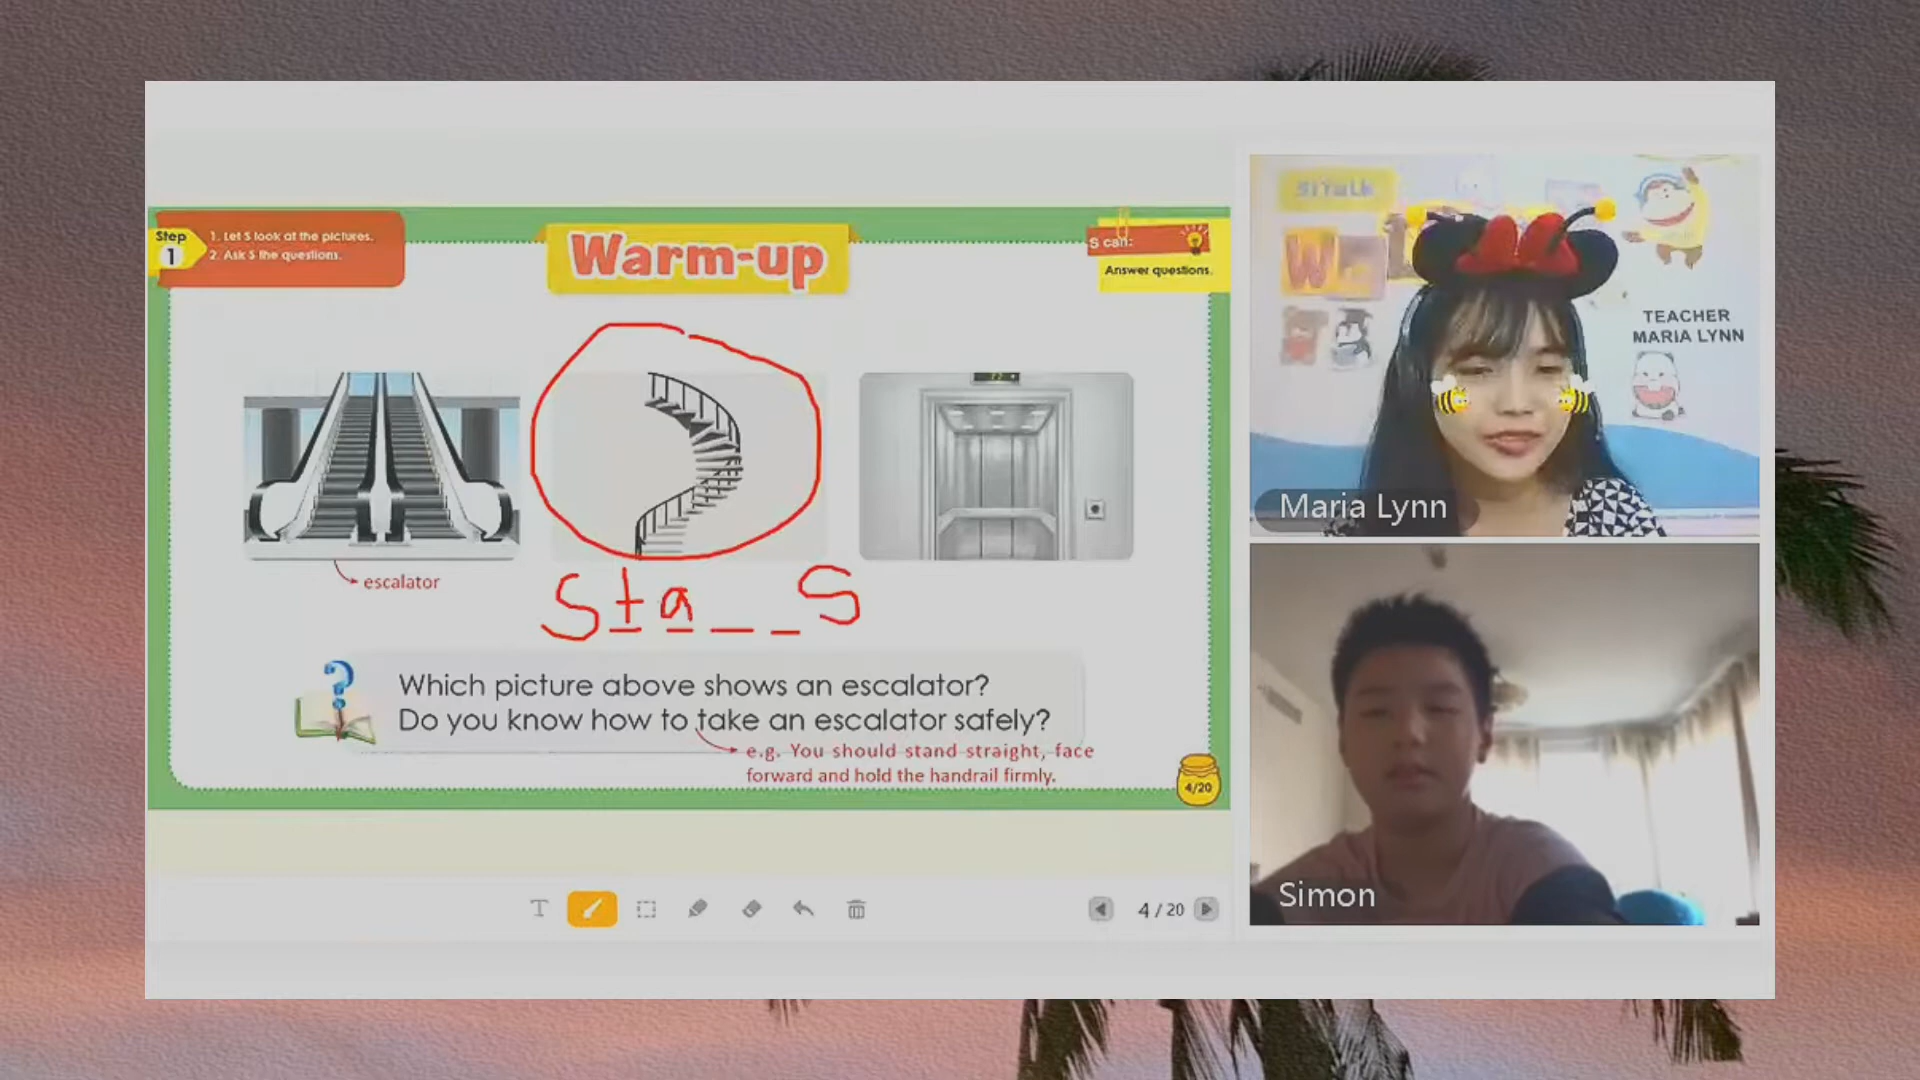 Step
1
1. Let S look at the pictures.
2. Ask S the questions.
Warm-up
S can:
Answer questions.
escalator
S t a _ _ S
Which picture above shows an escalator?
Do you know how to take an escalator safely?
e.g. You should stand straight, face
forward and hold the handrail firmly.
4/20
4 / 20
TEACHER
MARIA LYNN
Maria Lynn
Simon